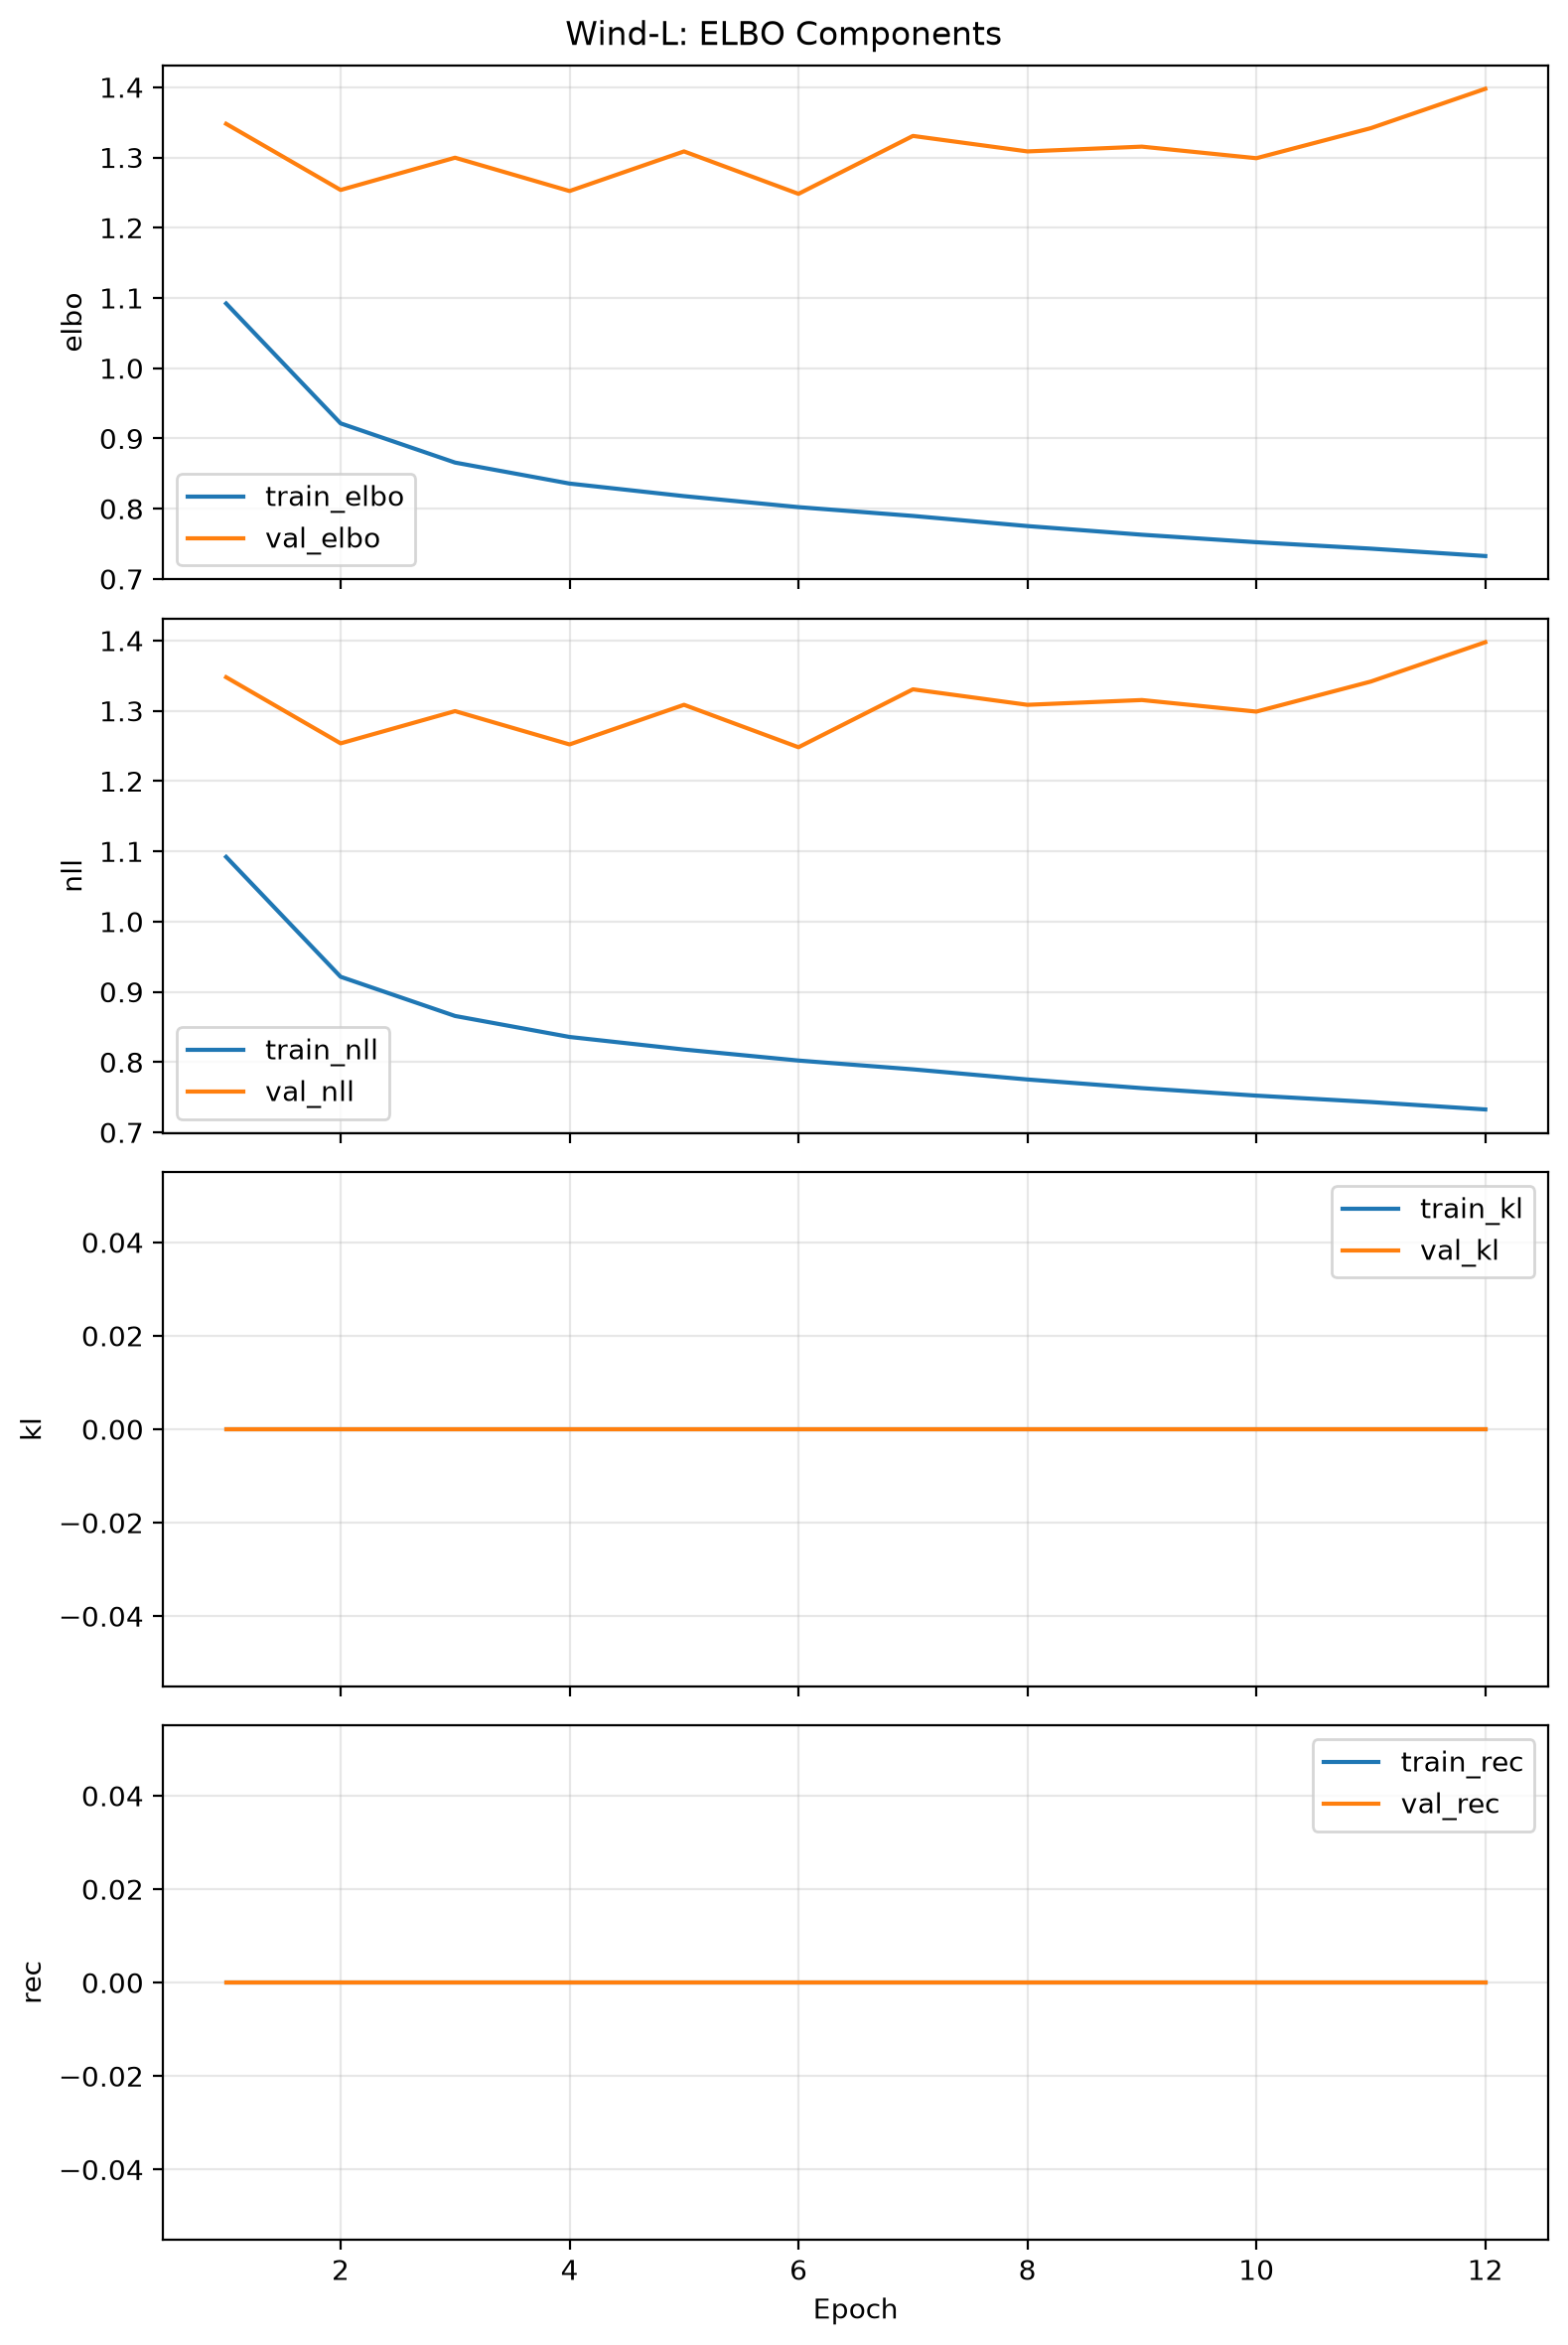 Wind-L: ELBO Components
1.4
1.3
1.2
1.1
1.0
0.9
0.8
0.7
elbo
train_elbo
val_elbo
1.4
1.3
1.2
1.1
1.0
0.9
0.8
0.7
nll
train_nll
val_nll
0.04
0.02
0.00
−0.02
−0.04
kl
train_kl
val_kl
0.04
0.02
0.00
−0.02
−0.04
rec
train_rec
val_rec
2 4 6 8 10 12
Epoch